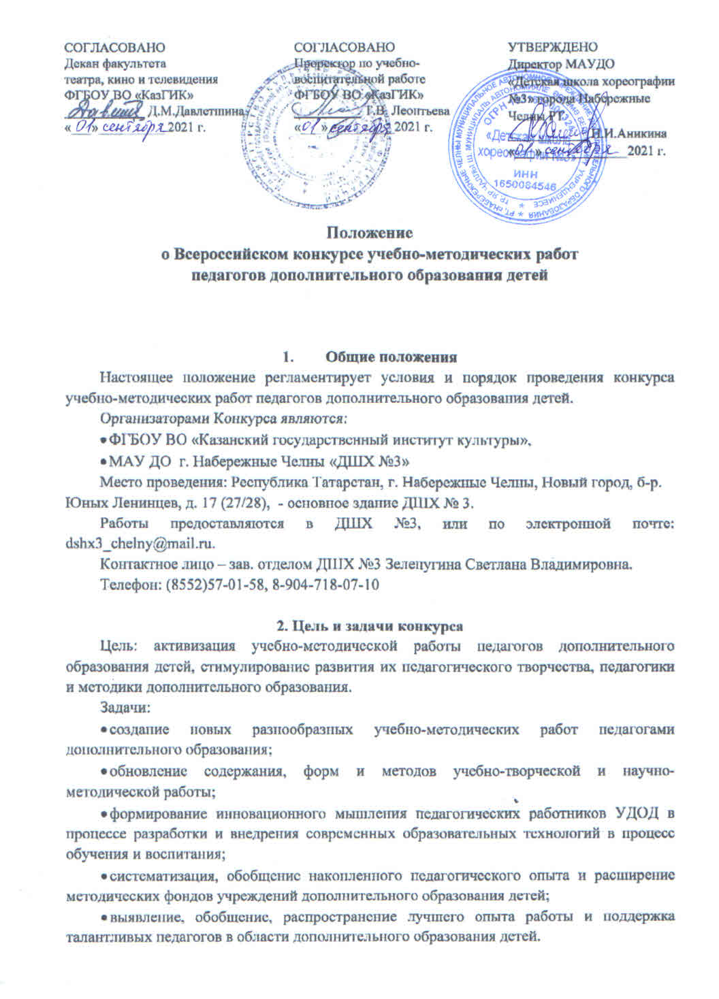 СОГЛАСОВАНО
Декан факультета
театра, кино и телевидения
ФГБОУ ВО «КазГИК»
Д.М.Давлетшина
« 01» сентября 2021 г.
СОГЛАСОВАНО
Проректор по учебно-
воспитательной работе
ФГБОУ ВО «КазГИК»
Г.В. Леонтьева
«01 » сентября 2021 г.
УТВЕРЖДЕНО
Директор МАУДО
«Детская школа хореографии
№3» города Набережные
Челны РТ
Н.И.Аникина
«01» сентября 2021 г.
«Детская школа
хореографии №3»
ИНН
1650084546
Положение
о Всероссийском конкурсе учебно-методических работ
педагогов дополнительного образования детей
1. Общие положения
Настоящее положение регламентирует условия и порядок проведения конкурса
учебно-методических работ педагогов дополнительного образования детей.
Организаторами Конкурса являются:
•ФГБОУ ВО «Казанский государственный институт культуры»,
•МАУ ДО г. Набережные Челны «ДШХ №3»
Место проведения: Республика Татарстан, г. Набережные Челны, Новый город, б-р.
Юных Ленинцев, д. 17 (27/28), - основное здание ДШХ № 3.
Работы предоставляются в ДШХ №3, или по электронной почте:
dshx3_chelny@mail.ru.
Контактное лицо – зав. отделом ДШХ №3 Зелепугина Светлана Владимировна.
Телефон: (8552)57-01-58, 8-904-718-07-10
2. Цель и задачи конкурса
Цель: активизация учебно-методической работы педагогов дополнительного
образования детей, стимулирование развития их педагогического творчества, педагогики
и методики дополнительного образования.
Задачи:
•создание новых разнообразных учебно-методических работ педагогами
дополнительного образования;
•обновление содержания, форм и методов учебно-творческой и научно-
методической работы;
•формирование инновационного мышления педагогических работников УДОД в
процессе разработки и внедрения современных образовательных технологий в процесс
обучения и воспитания;
•систематизация, обобщение накопленного педагогического опыта и расширение
методических фондов учреждений дополнительного образования детей;
•выявление, обобщение, распространение лучшего опыта работы и поддержка
талантливых педагогов в области дополнительного образования детей.